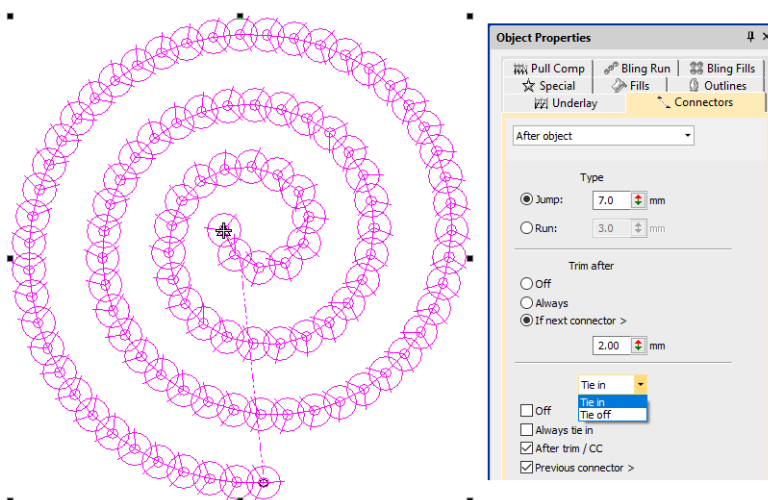 Object Properties
Pull Comp Bling Run Bling Fills
Special Fills Outlines
Underlay Connectors
After object
Type
Jump: 7.0 mm
Run: 3.0 mm
Trim after
Off
Always
If next connector >
2.00 mm
Tie in
Tie in
Off Tie off
Always tie in
After trim / CC
Previous connector >